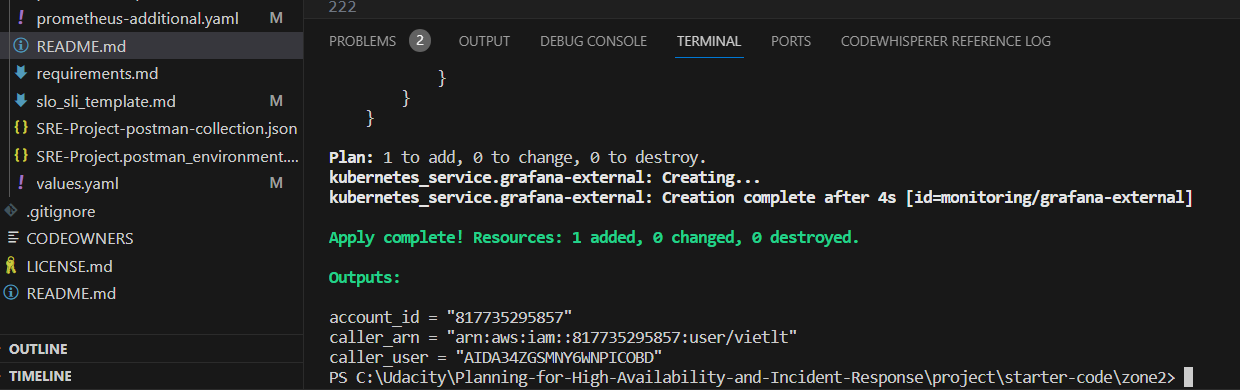 prometheus-additional.yaml M
README.md
requirements.md
slo_sli_template.md M
SRE-Project-postman-collection.json
SRE-Project.postman_environment....
values.yaml M
.gitignore
CODEOWNERS
LICENSE.md
README.md
OUTLINE
TIMELINE
222
PROBLEMS 2 OUTPUT DEBUG CONSOLE TERMINAL PORTS CODEWHISPERER REFERENCE LOG
}
}
}
Plan: 1 to add, 0 to change, 0 to destroy.
kubernetes_service.grafana-external: Creating...
kubernetes_service.grafana-external: Creation complete after 4s [id=monitoring/grafana-external]
Apply complete! Resources: 1 added, 0 changed, 0 destroyed.
Outputs:
account_id = "817735295857"
caller_arn = "arn:aws:iam::817735295857:user/vietlt"
caller_user = "AIDA34ZGSMNY6WNPICOBD"
PS C:\Udacity\Planning-for-High-Availability-and-Incident-Response\project\starter-code\zone2>